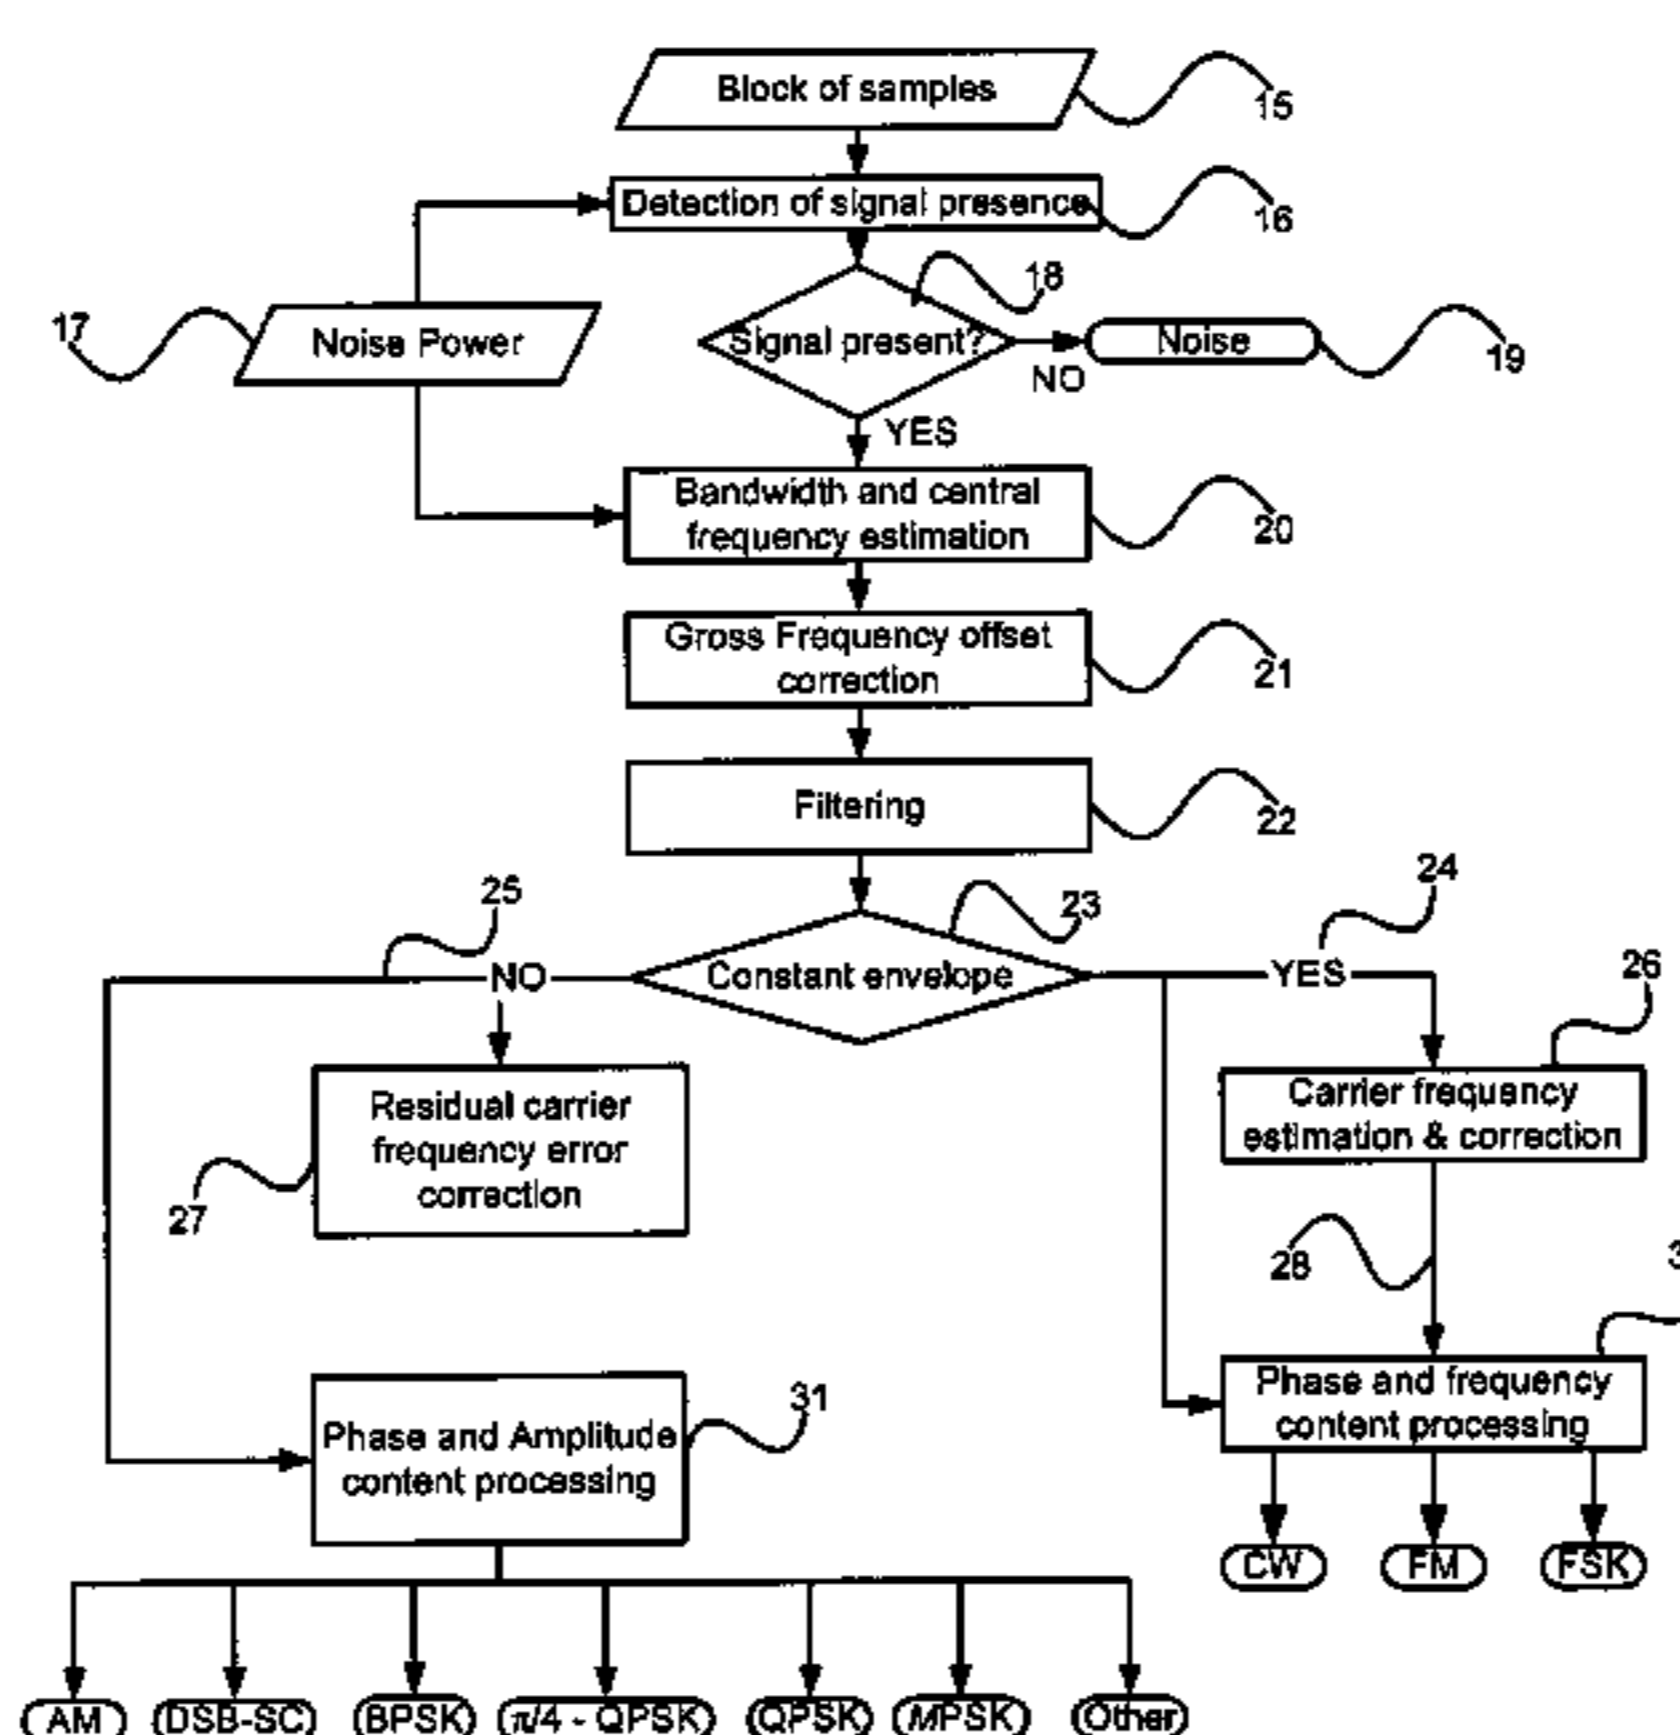 Block of samples
15
Detection of signal presence
16
17
Noise Power
18
Signal present?
NO
Noise
19
YES
Bandwidth and central
frequency estimation
20
Gross Frequency offset
correction
21
Filtering
22
25
23
24
NO
Constant envelope
YES
26
Residual carrier
frequency error
correction
27
Carrier frequency
estimation & correction
28
3
Phase and Amplitude
content processing
31
Phase and frequency
content processing
CW
FM
FSK
AM
DSB-SC
BPSK
π/4 - QPSK
QPSK
MPSK
Other